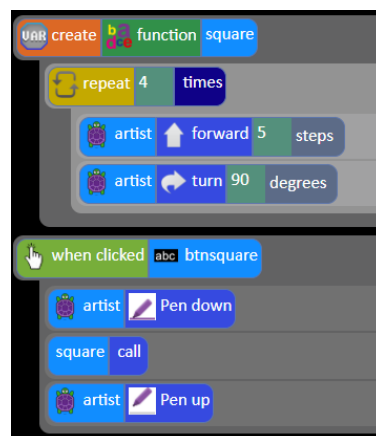 VAR create badce function square
repeat 4 times
artist forward 5 steps
artist turn 90 degrees
when clicked abc btnsquare
artist Pen down
square call
artist Pen up